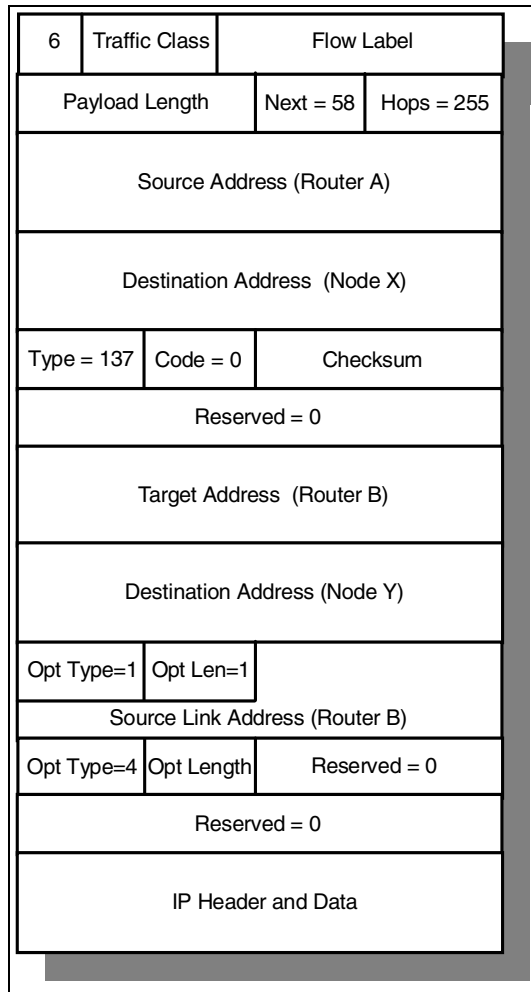 6 Traffic Class Flow Label
Payload Length Next = 58 Hops = 255
Source Address (Router A)
Destination Address (Node X)
Type = 137 Code = 0 Checksum
Reserved = 0
Target Address (Router B)
Destination Address (Node Y)
Opt Type=1 Opt Len=1
Source Link Address (Router B)
Opt Type=4 Opt Length Reserved = 0
Reserved = 0
IP Header and Data